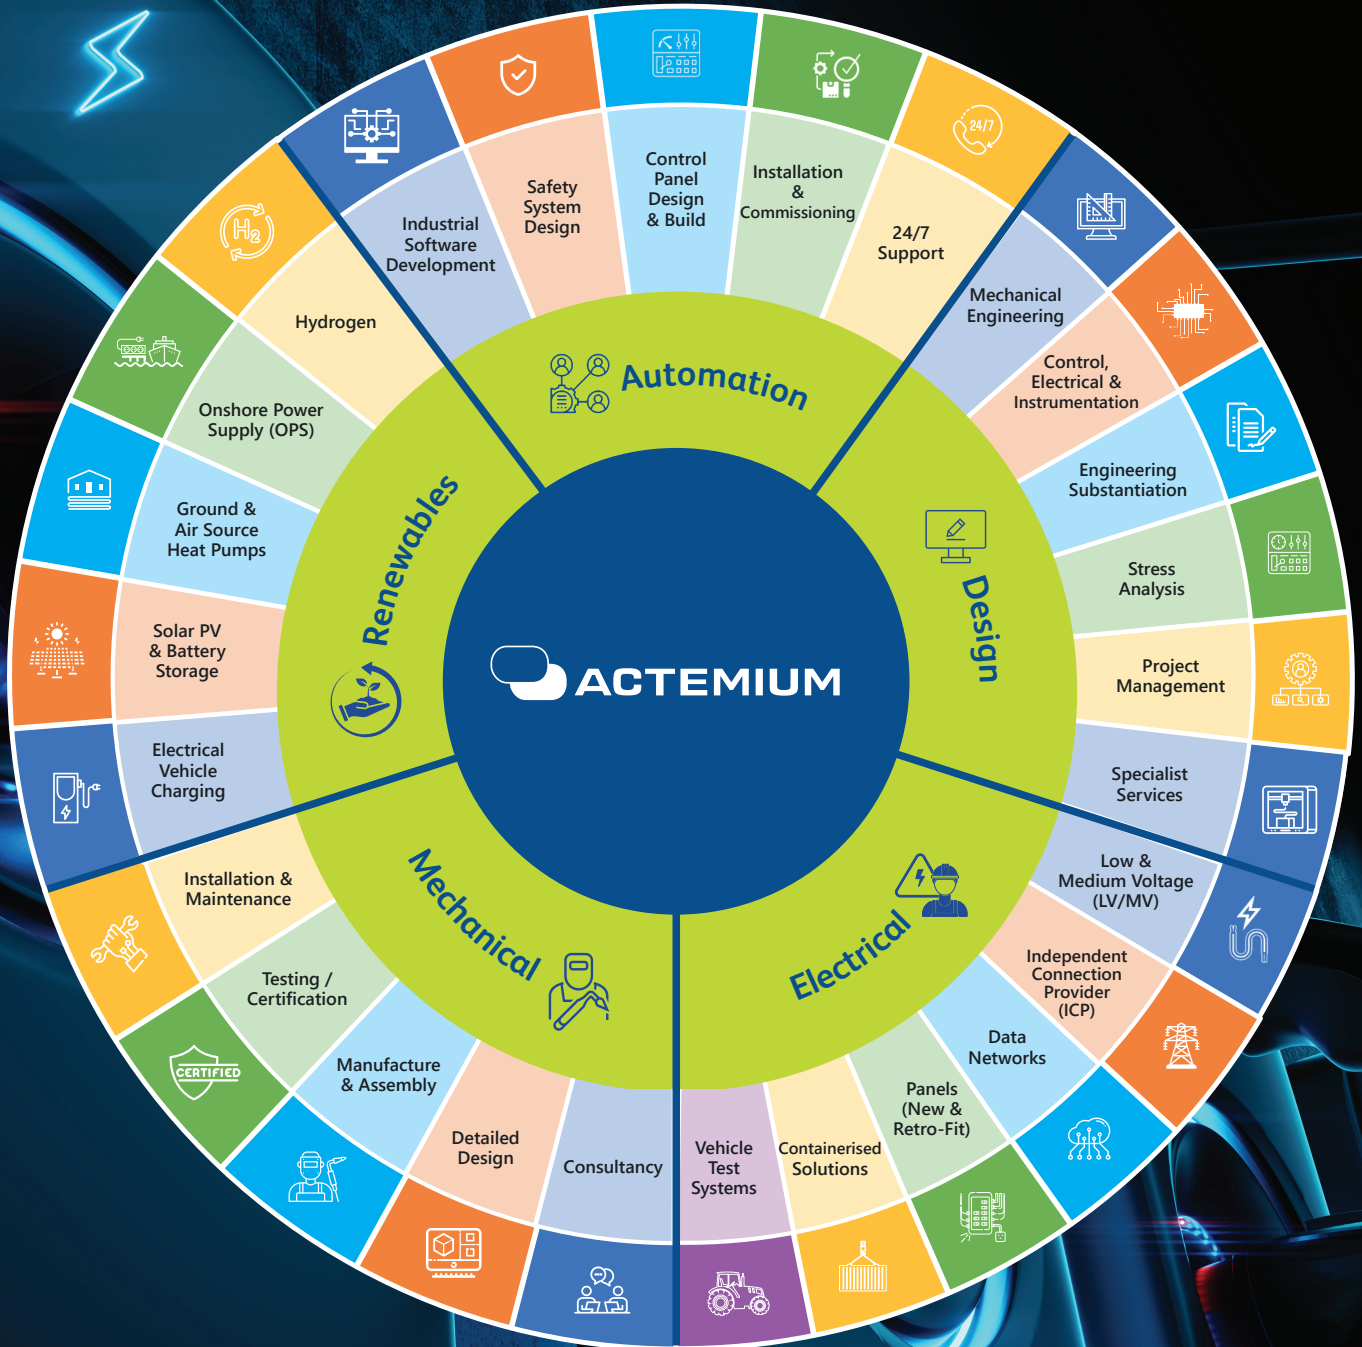 Industrial
Software
Development
Safety
System
Design
Control
Panel
Design
& Build
Installation
&
Commissioning
24/7
24/7
Support
Automation
Mechanical
Engineering
Control,
Electrical &
Instrumentation
Engineering
Substantiation
Stress
Analysis
Project
Management
Specialist
Services
Design
Low &
Medium Voltage
(LV/MV)
Independent
Connection
Provider
(ICP)
Data
Networks
Panels
(New &
Retro-Fit)
Containerised
Solutions
Vehicle
Test
Systems
Electrical
Consultancy
Detailed
Design
Manufacture
& Assembly
Testing /
Certification
CERTIFIED
Installation &
Maintenance
Mechanical
Electrical
Vehicle
Charging
Solar PV
& Battery
Storage
Ground &
Air Source
Heat Pumps
Onshore Power
Supply (OPS)
Hydrogen
H2
Renewables
ACTEMIUM